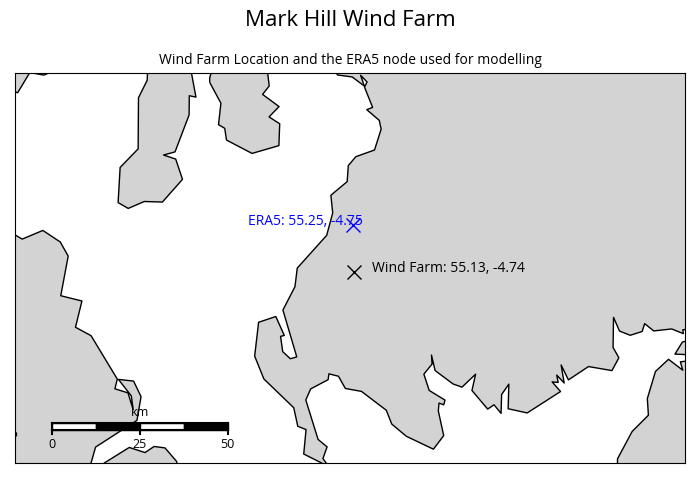 Mark Hill Wind Farm
Wind Farm Location and the ERA5 node used for modelling
ERA5: 55.25, -4.75
Wind Farm: 55.13, -4.74
km
0 25 50